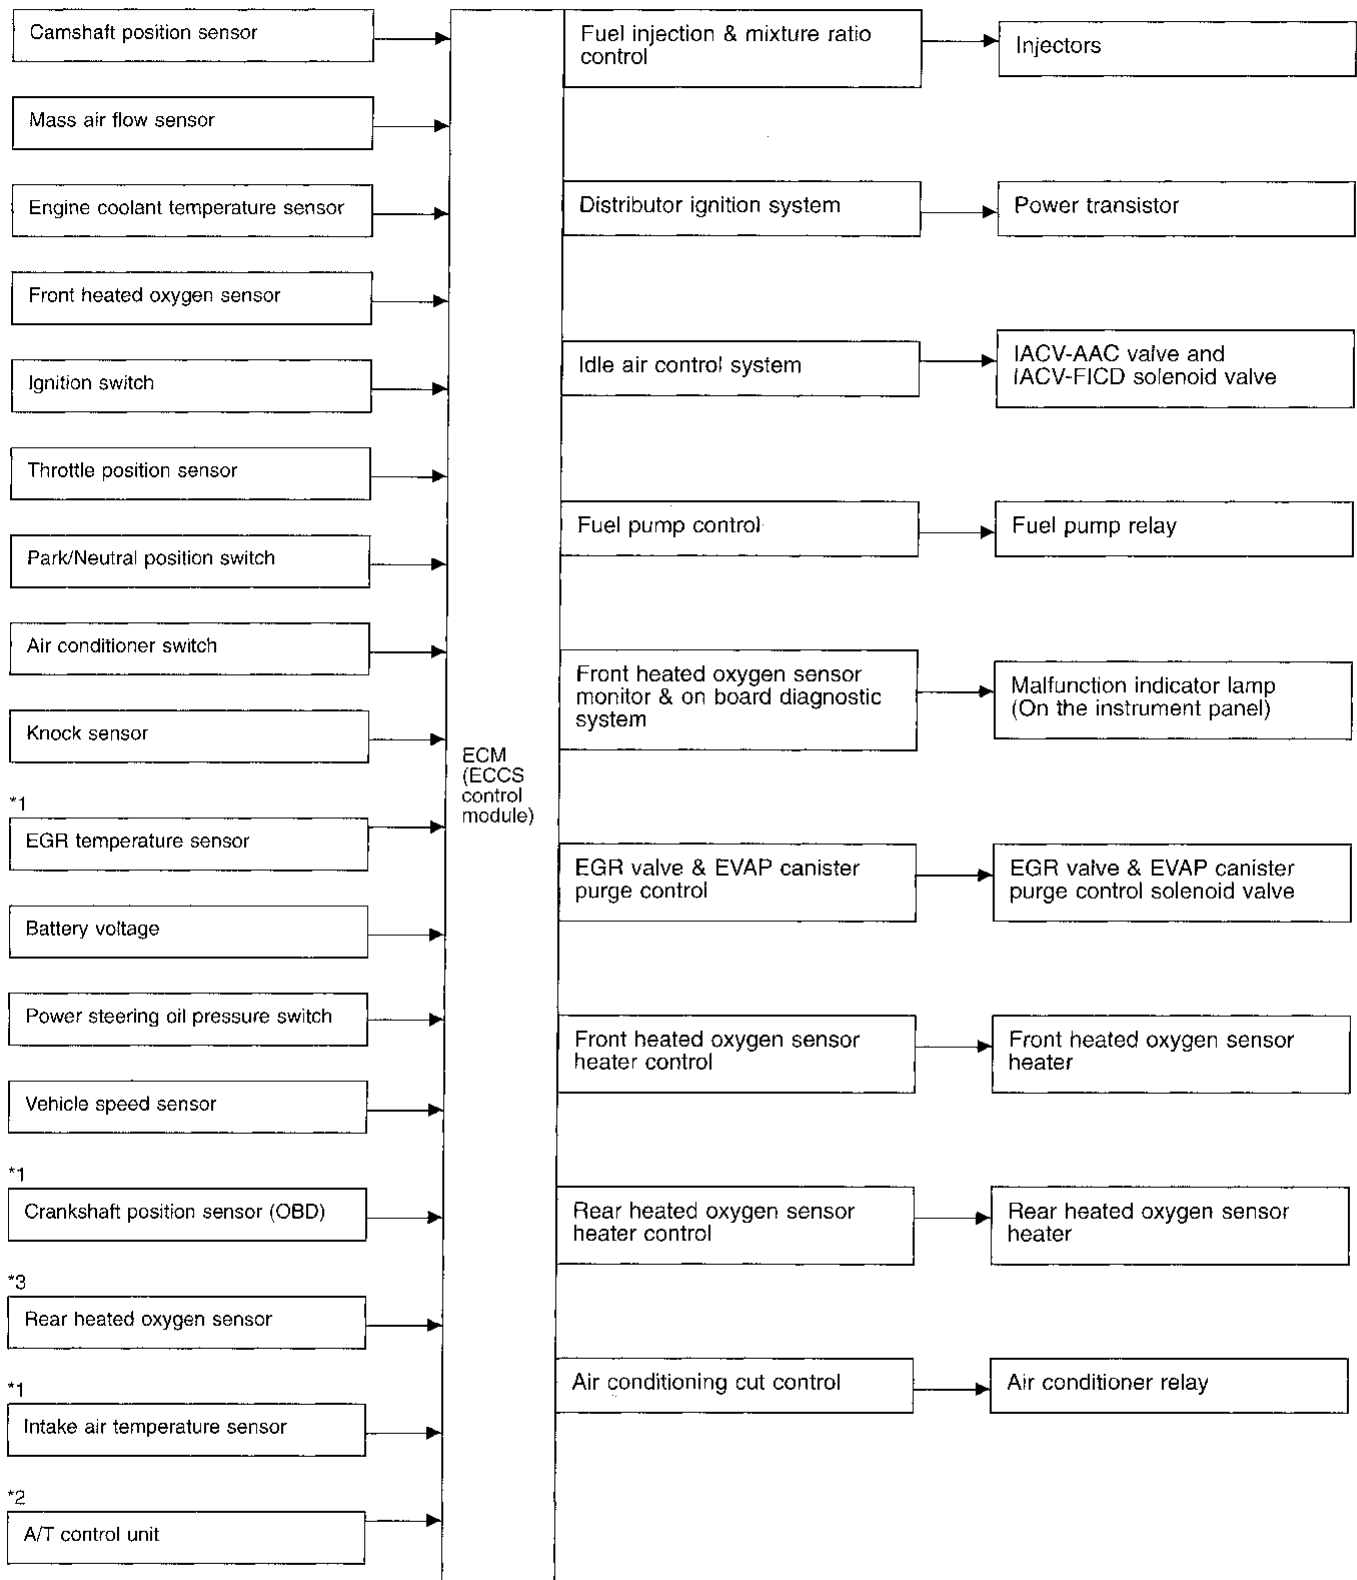 Camshaft position sensor
Mass air flow sensor
Engine coolant temperature sensor
Front heated oxygen sensor
Ignition switch
Throttle position sensor
Park/Neutral position switch
Air conditioner switch
Knock sensor
*1
EGR temperature sensor
Battery voltage
Power steering oil pressure switch
Vehicle speed sensor
*1
Crankshaft position sensor (OBD)
*3
Rear heated oxygen sensor
*1
Intake air temperature sensor
*2
A/T control unit
ECM
(ECCS
control
module)
Fuel injection & mixture ratio
control
Injectors
Distributor ignition system
Power transistor
Idle air control system
IACV-AAC valve and
IACV-FICD solenoid valve
Fuel pump control
Fuel pump relay
Front heated oxygen sensor
monitor & on board diagnostic
system
Malfunction indicator lamp
(On the instrument panel)
EGR valve & EVAP canister
purge control
EGR valve & EVAP canister
purge control solenoid valve
Front heated oxygen sensor
heater control
Front heated oxygen sensor
heater
Rear heated oxygen sensor
heater control
Rear heated oxygen sensor
heater
Air conditioning cut control
Air conditioner relay